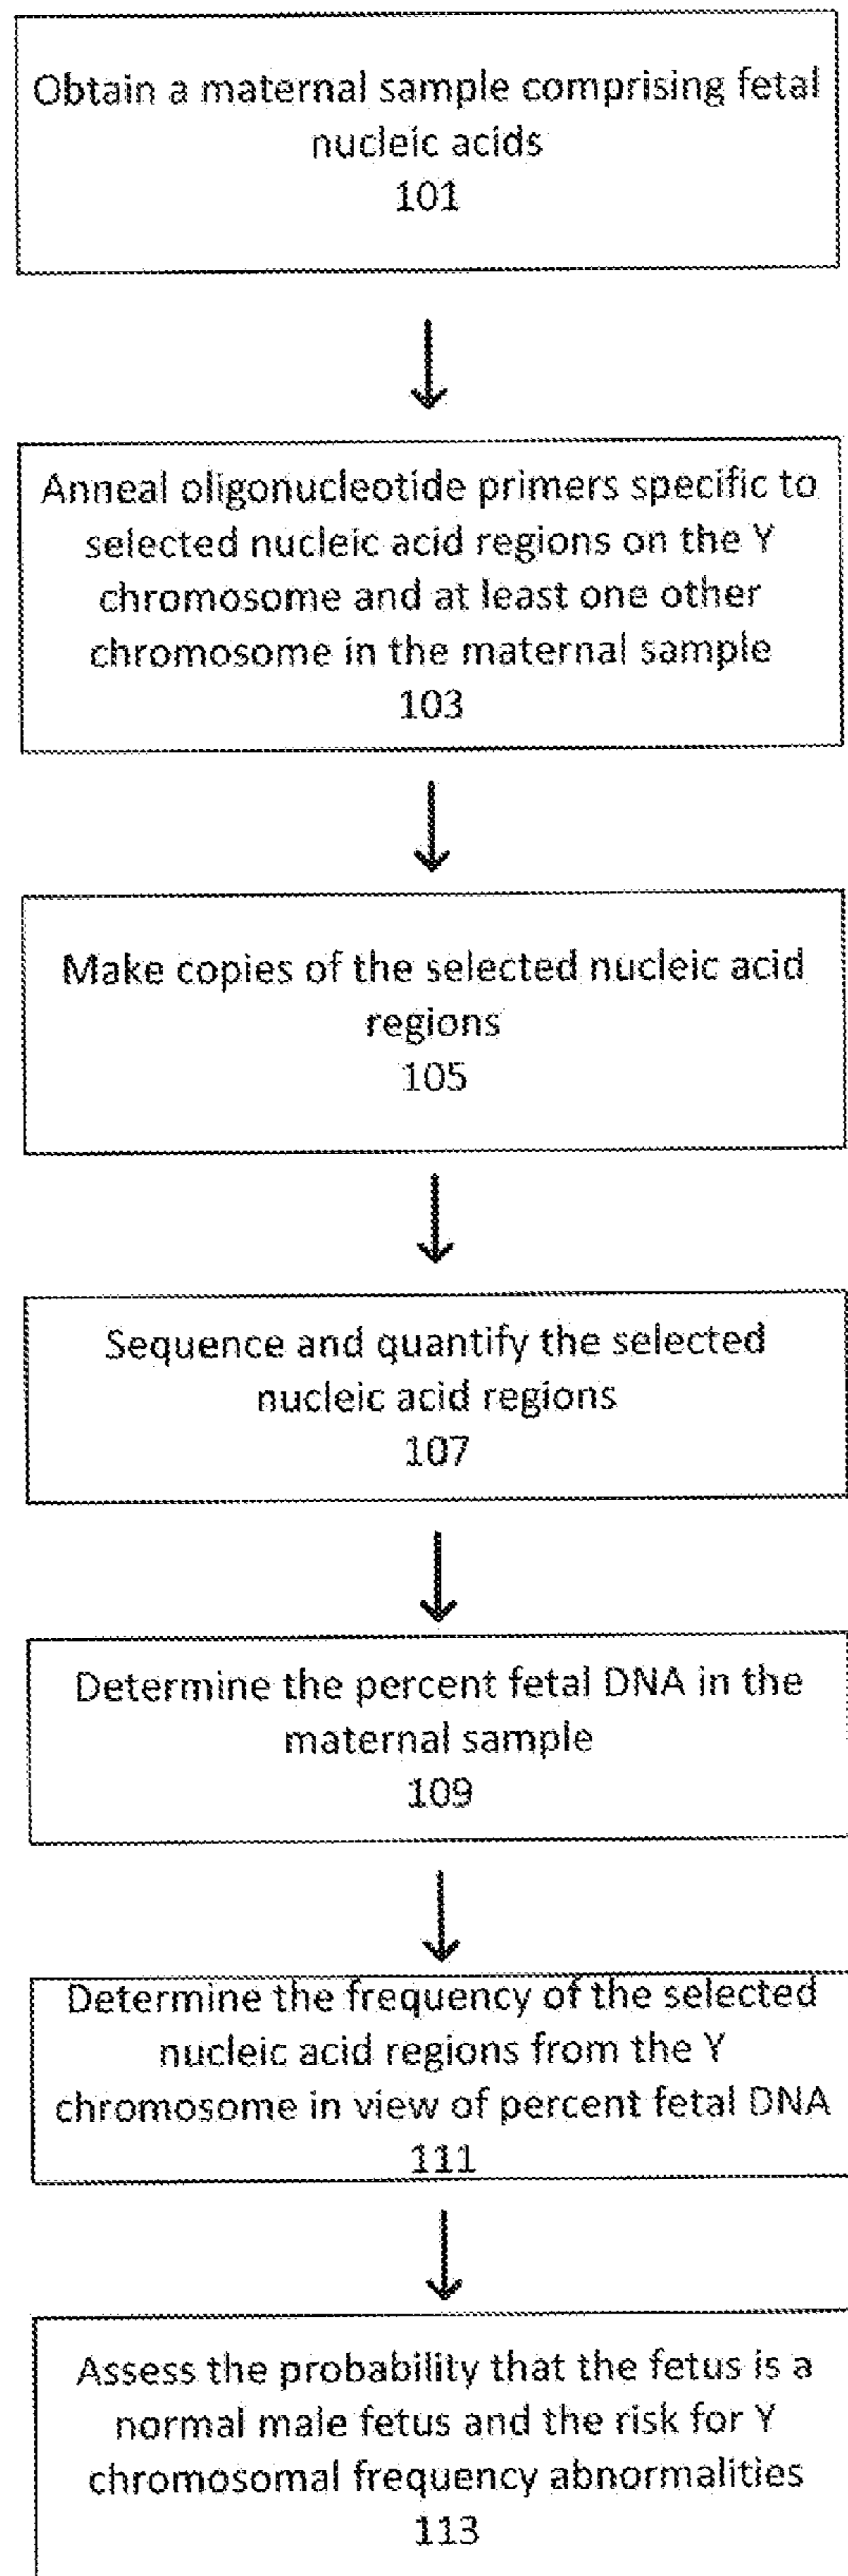 Obtain a maternal sample comprising fetal
nucleic acids
101
Anneal oligonucleotide primers specific to
selected nucleic acid regions on the Y
chromosome and at least one other
chromosome in the maternal sample
103
Make copies of the selected nucleic acid
regions
105
Sequence and quantify the selected
nucleic acid regions
107
Determine the percent fetal DNA in the
maternal sample
109
Determine the frequency of the selected
nucleic acid regions from the Y
chromosome in view of percent fetal DNA
111
Assess the probability that the fetus is a
normal male fetus and the risk for Y
chromosomal frequency abnormalities
113